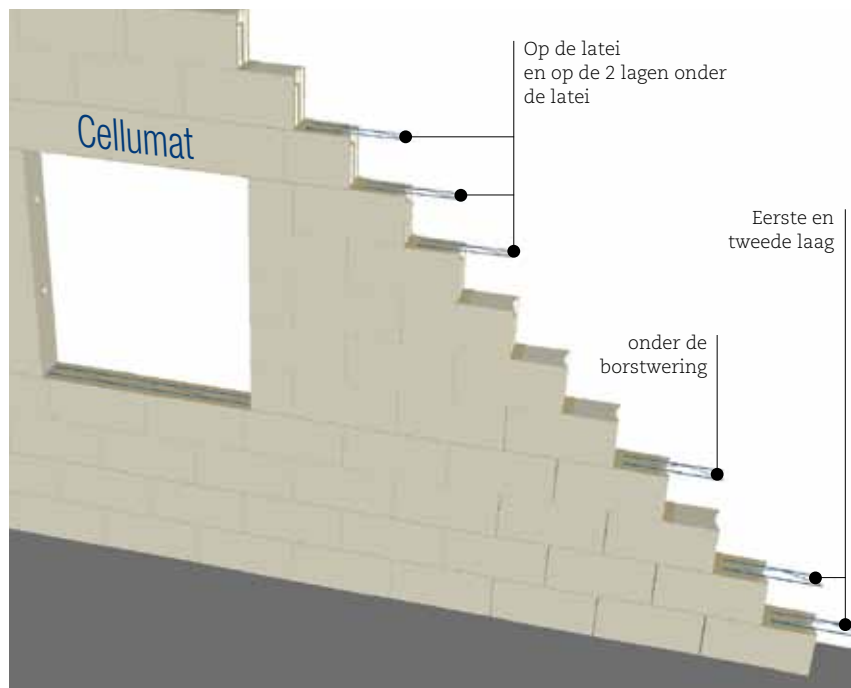 Op de latei
en op de 2 lagen onder
de latei
Cellumat
Eerste en
tweede laag
onder de
borstwering